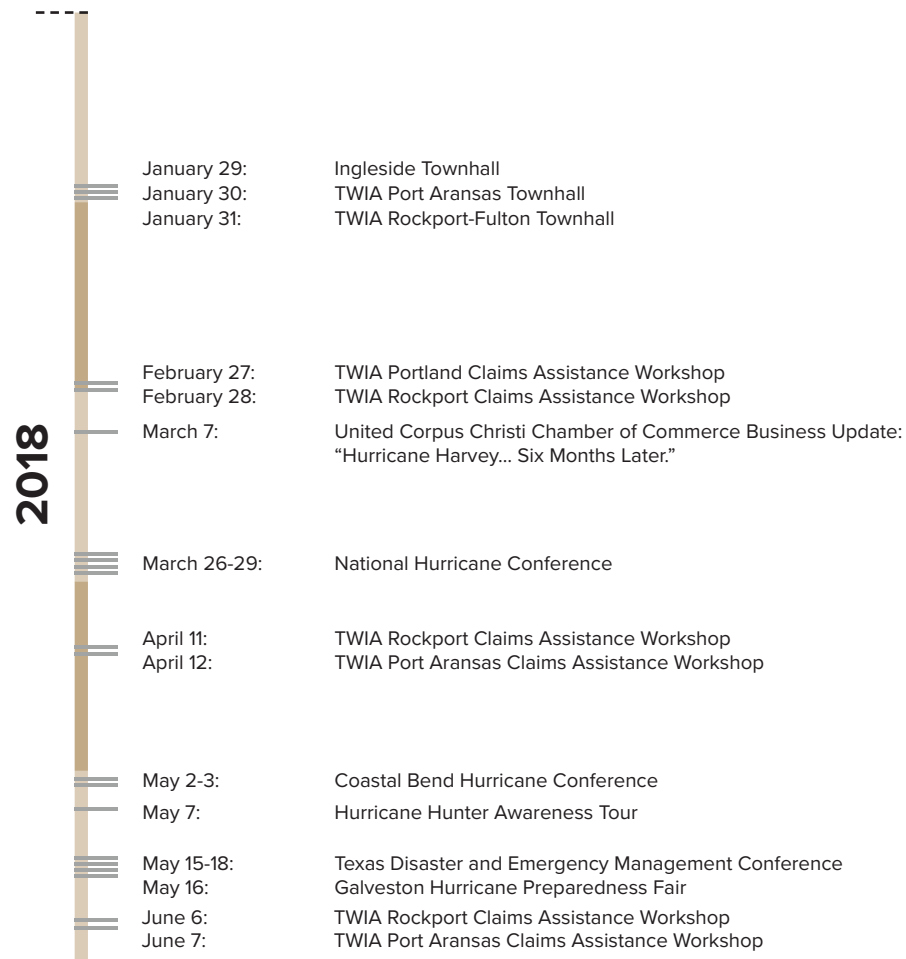 2018
January 29: Ingleside Townhall
January 30: TWIA Port Aransas Townhall
January 31: TWIA Rockport-Fulton Townhall
February 27: TWIA Portland Claims Assistance Workshop
February 28: TWIA Rockport Claims Assistance Workshop
March 7: United Corpus Christi Chamber of Commerce Business Update:
“Hurricane Harvey... Six Months Later.”
March 26-29: National Hurricane Conference
April 11: TWIA Rockport Claims Assistance Workshop
April 12: TWIA Port Aransas Claims Assistance Workshop
May 2-3: Coastal Bend Hurricane Conference
May 7: Hurricane Hunter Awareness Tour
May 15-18: Texas Disaster and Emergency Management Conference
May 16: Galveston Hurricane Preparedness Fair
June 6: TWIA Rockport Claims Assistance Workshop
June 7: TWIA Port Aransas Claims Assistance Workshop